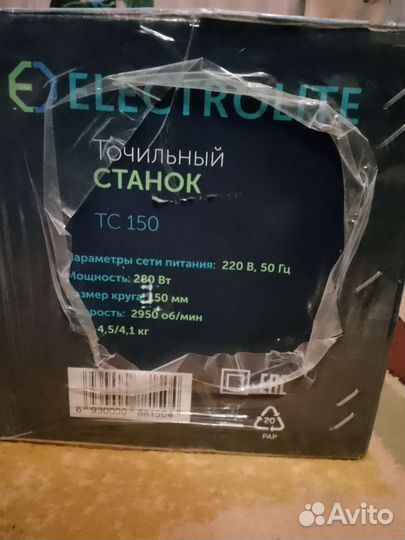 ELECTROLITE
Точильный
СТАНОК
ТС 150
Параметры сети питания: 220 В, 50 Гц
Мощность: 280 Вт
Размер круга: 150 мм
2950 об/мин
4,5/4,1 кг
EAC
20
PAP
Avito